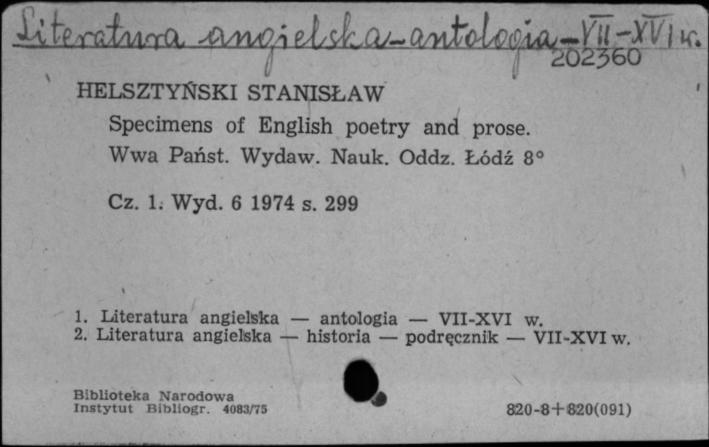 Literatura angielska-antologia-VII-XVI w.
202360
HELSZTYŃSKI STANISŁAW
Specimens of English poetry and prose.
Wwa Państ. Wydaw. Nauk. Oddz. Łódź 8°
Cz. 1. Wyd. 6 1974 s. 299
1. Literatura angielska — antologia — VII-XVI w.
2. Literatura angielska — historia — podręcznik — VII-XVI w.
Biblioteka Narodowa
Instytut Bibliogr. 4083/75
820-8+820(091)